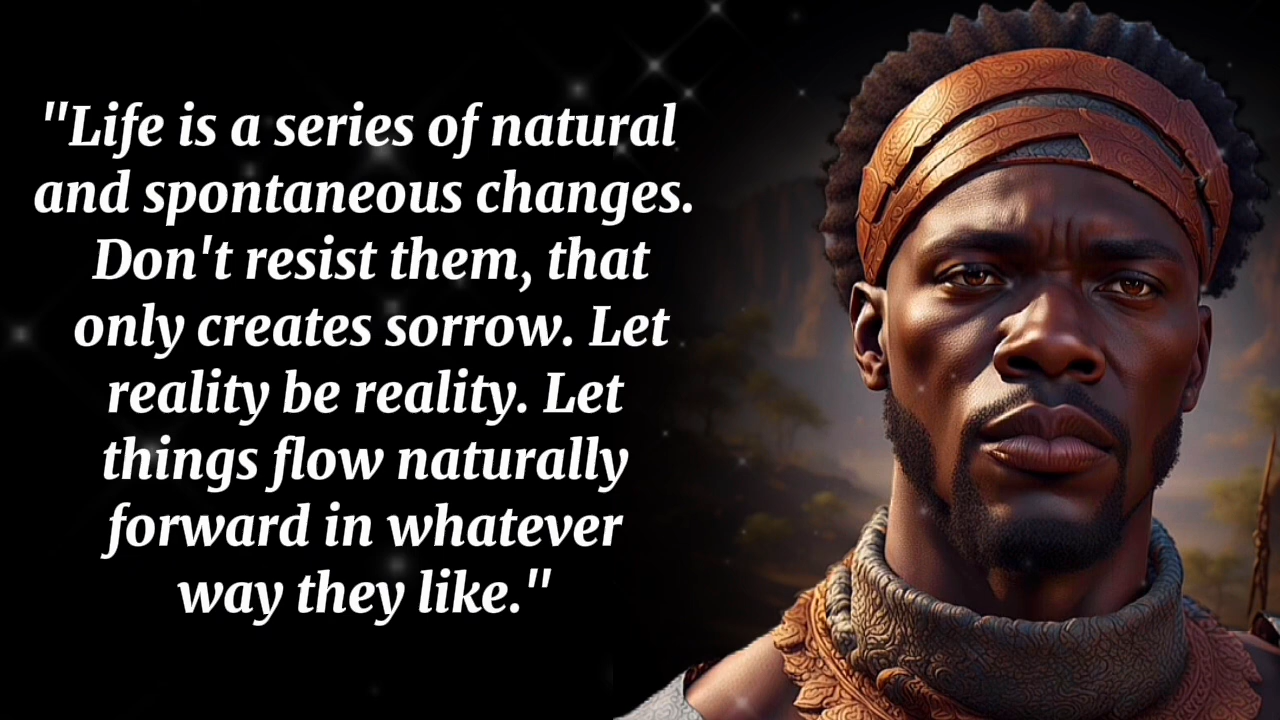 "Life is a series of natural
and spontaneous changes.
Don't resist them, that
only creates sorrow. Let
reality be reality. Let
things flow naturally
forward in whatever
way they like."